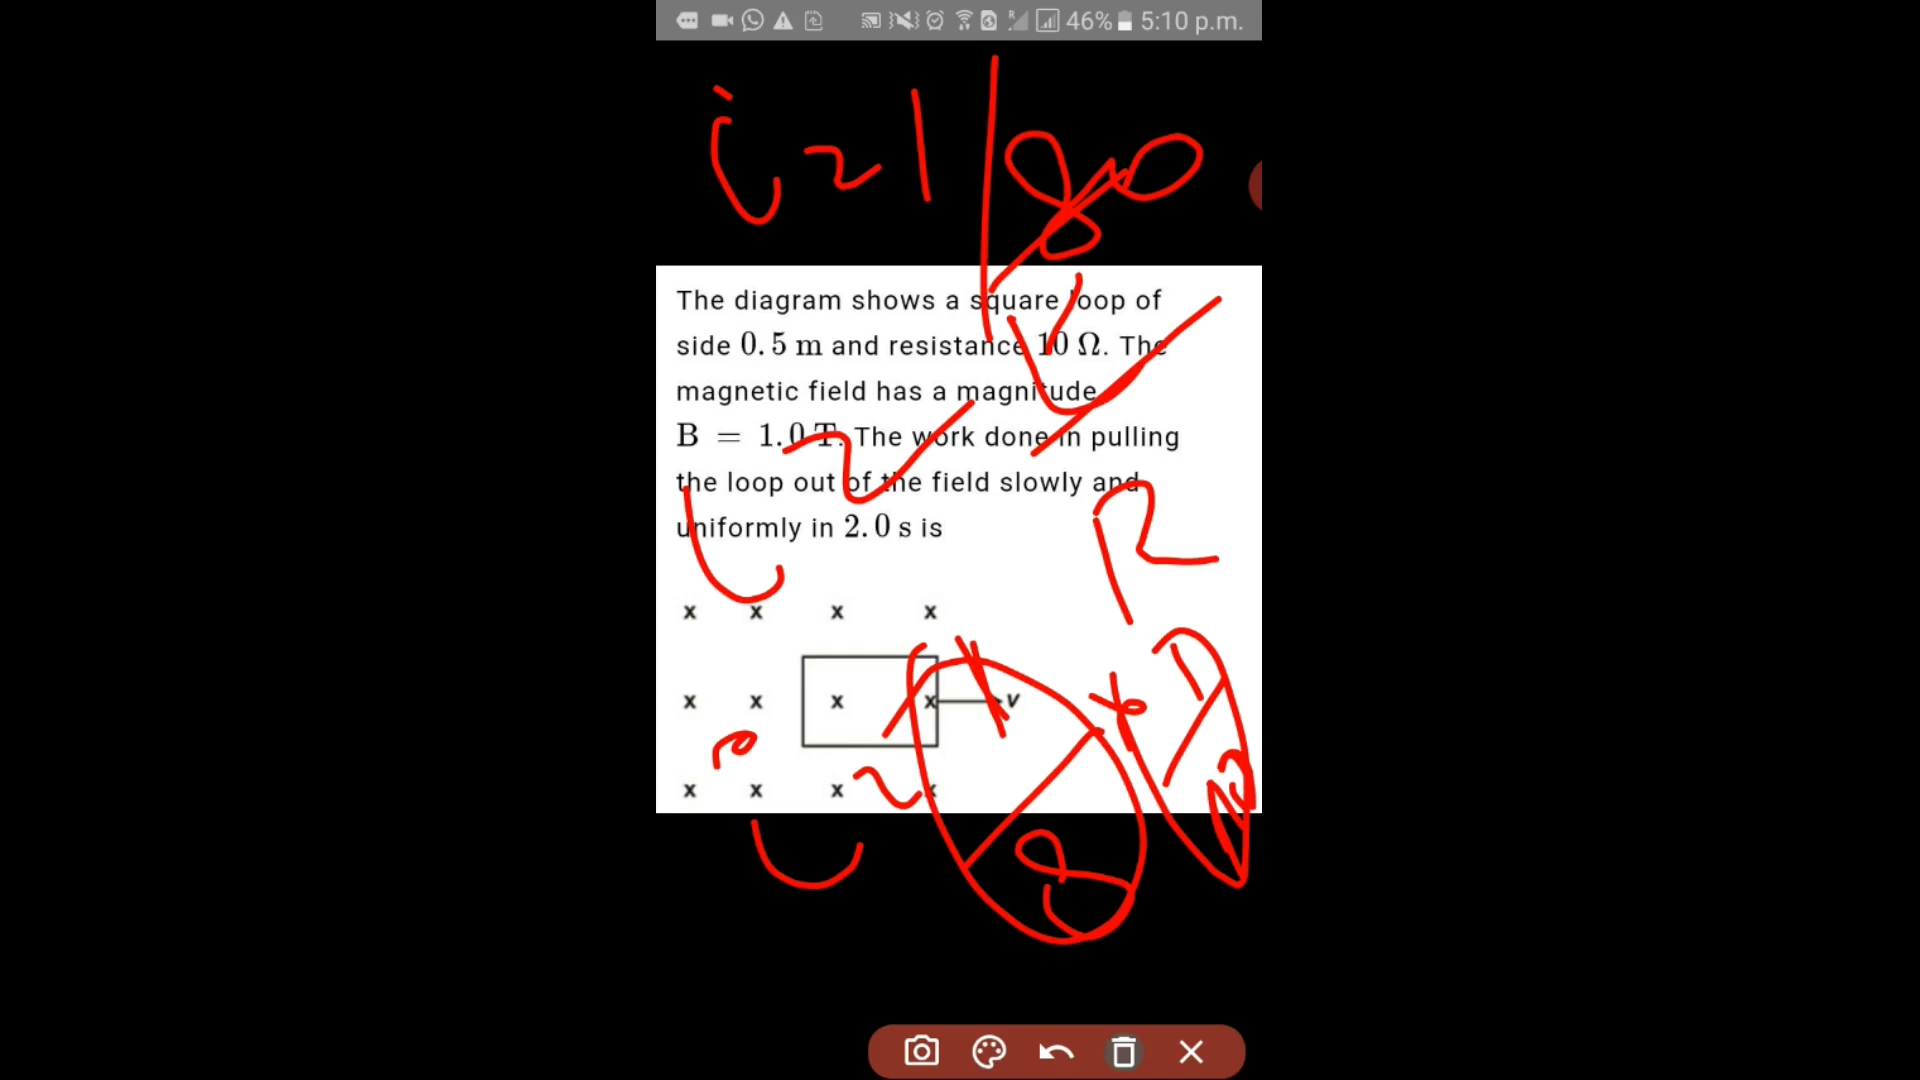 46% 5:10 p.m.
i = 1/80
The diagram shows a square loop of
side 0.5 m and resistance 10 Ω. The
magnetic field has a magnitude
B = 1.0 T. The work done in pulling
the loop out of the field slowly and
uniformly in 2.0 s is
x x x x
x x x x v
x x x x
R
8